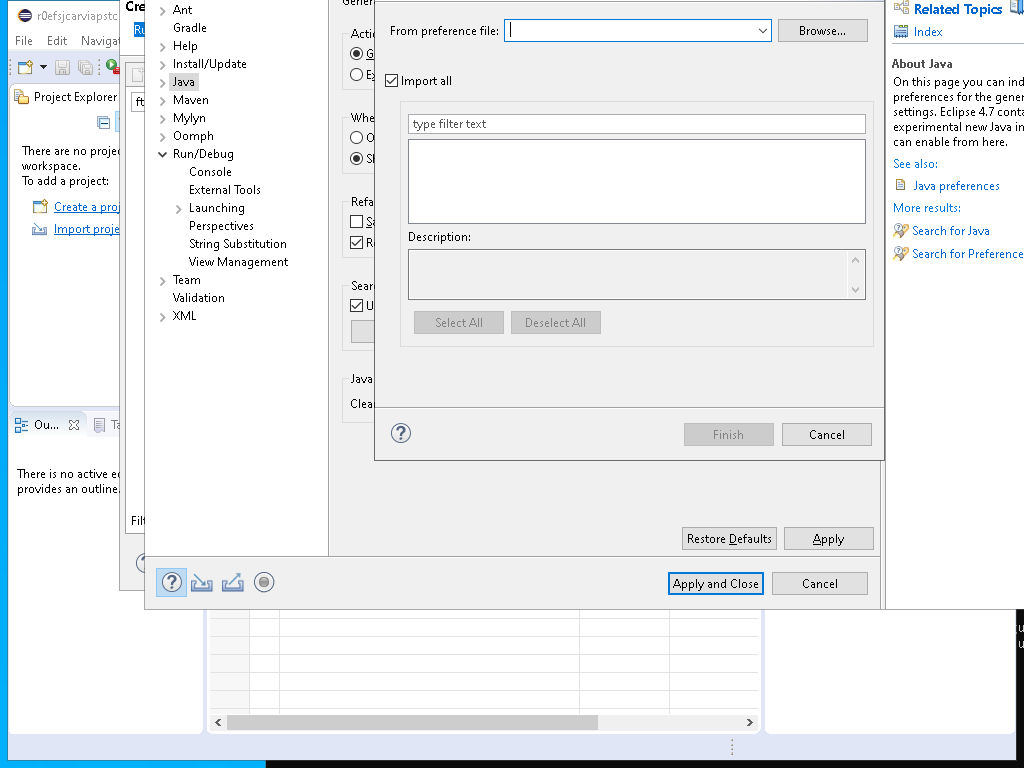 r0efsjcarviapstc
File Edit Navigat
Project Explorer
There are no proje
workspace.
To add a project:
Create a proj
Import proje
Ou...
Ta
There is no active e
provides an outline.
Cre
Ru
ft
Filt
Ant
Gradle
Help
Install/Update
Java
Maven
Mylyn
Oomph
Run/Debug
Console
External Tools
Launching
Perspectives
String Substitution
View Management
Team
Validation
XML
Gener
Actio
G
Ex
Whe
O
Sh
Refa
Sa
Re
Sear
U
Java
Clea
From preference file:
Browse...
Import all
type filter text
Description:
Select All
Deselect All
Finish
Cancel
Restore Defaults
Apply
Apply and Close
Cancel
Related Topics
Index
About Java
On this page you can ind
preferences for the gener
settings. Eclipse 4.7 conta
experimental new Java in
can enable from here.
See also:
Java preferences
More results:
Search for Java
Search for Preference